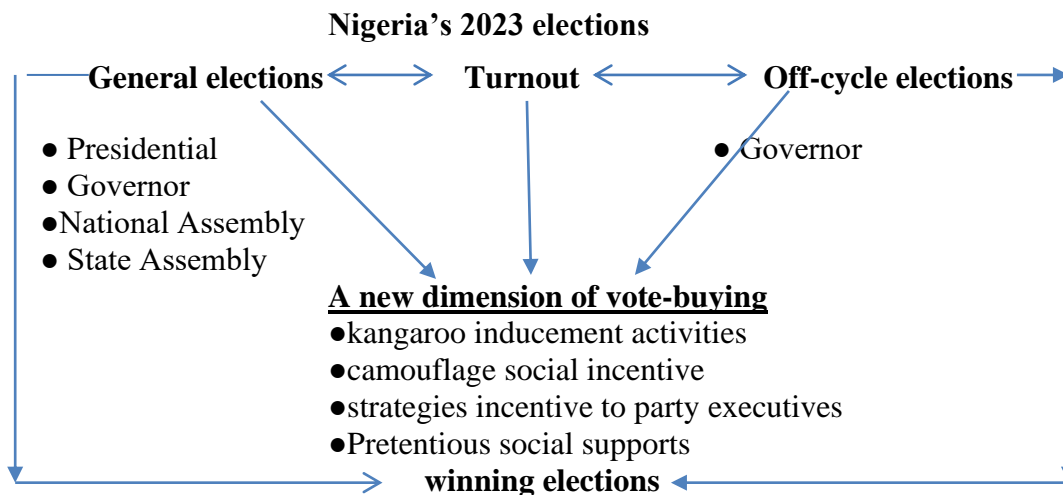 Nigeria’s 2023 elections
General elections Turnout Off-cycle elections
● Presidential ● Governor
● Governor
●National Assembly
● State Assembly
A new dimension of vote-buying
●kangaroo inducement activities
●camouflage social incentive
●strategies incentive to party executives
●Pretentious social supports
winning elections